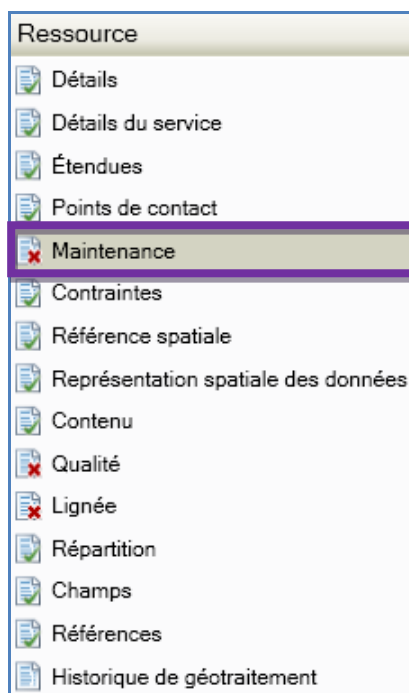 Ressource
Détails
Détails du service
Étendues
Points de contact
Maintenance
Contraintes
Référence spatiale
Représentation spatiale des données
Contenu
Qualité
Lignée
Répartition
Champs
Références
Historique de géotraitement